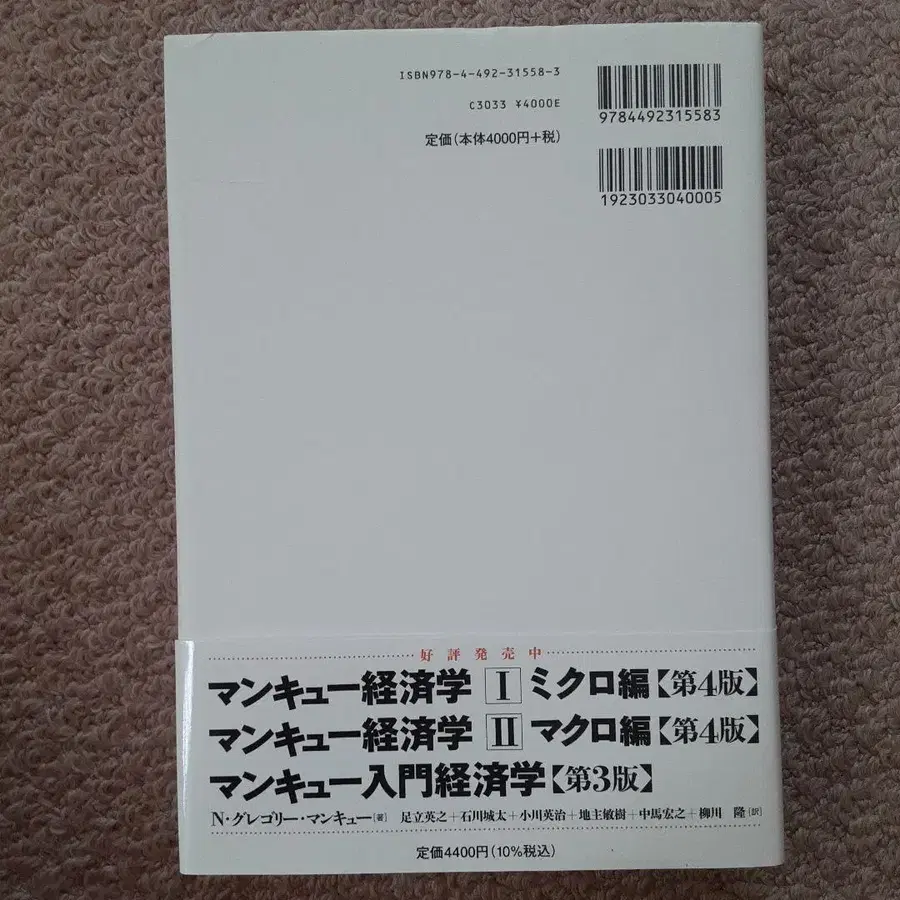 ISBN978-4-492-31558-3
C3033 ¥4000E
定価(本体4000円+税)
9784492315583
1923033040005
好評発売中
マンキュー経済学 Ⅰ ミクロ編【第4版】
マンキュー経済学 Ⅱ マクロ編【第4版】
マンキュー入門経済学【第3版】
N・グレゴリー・マンキュー[著] 足立英之+石川城太+小川英治+地主敏樹+中馬宏之+柳川 隆[訳]
定価4400円(10%税込)